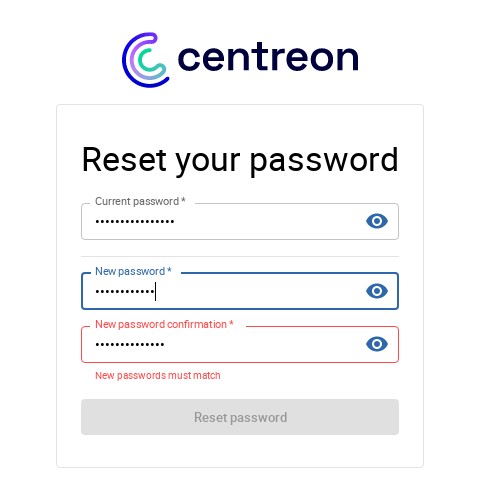 centreon
Reset your password
Current password *
••••••••••••••••
New password *
••••••••••••
New password confirmation *
••••••••••••••
New passwords must match
Reset password